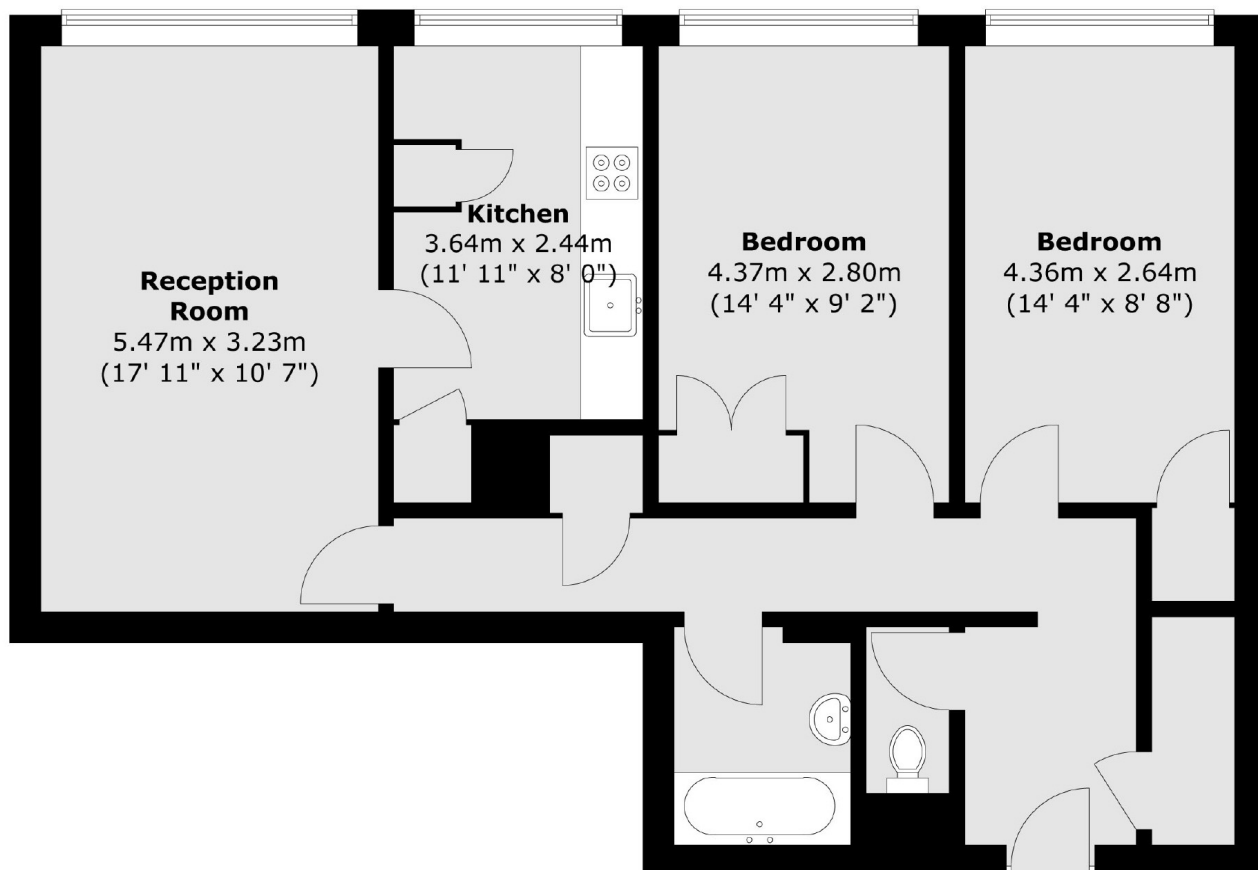 Reception
Room
5.47m x 3.23m
(17' 11" x 10' 7")
Kitchen
3.64m x 2.44m
(11' 11" x 8' 0")
Bedroom
4.37m x 2.80m
(14' 4" x 9' 2")
Bedroom
4.36m x 2.64m
(14' 4" x 8' 8")